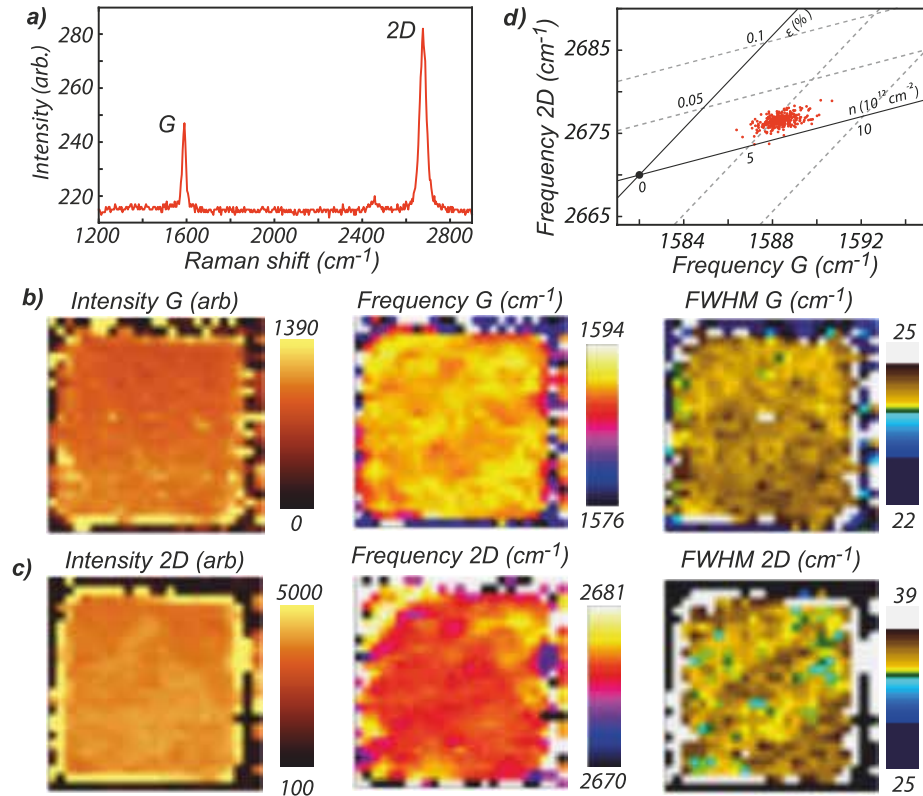 a)
280
260
240
220
Intensity (arb.)
G
2D
1200 1600 2000 2400 2800
Raman shift (cm-1)
d)
2685
2675
2665
Frequency 2D (cm-1)
0.1
ε (%)
0.05
n (10^12 cm-2)
0
5
10
1584 1588 1592
Frequency G (cm-1)
b)
Intensity G (arb)
1390
0
Frequency G (cm-1)
1594
1576
FWHM G (cm-1)
25
22
c)
Intensity 2D (arb)
5000
100
Frequency 2D (cm-1)
2681
2670
FWHM 2D (cm-1)
39
25